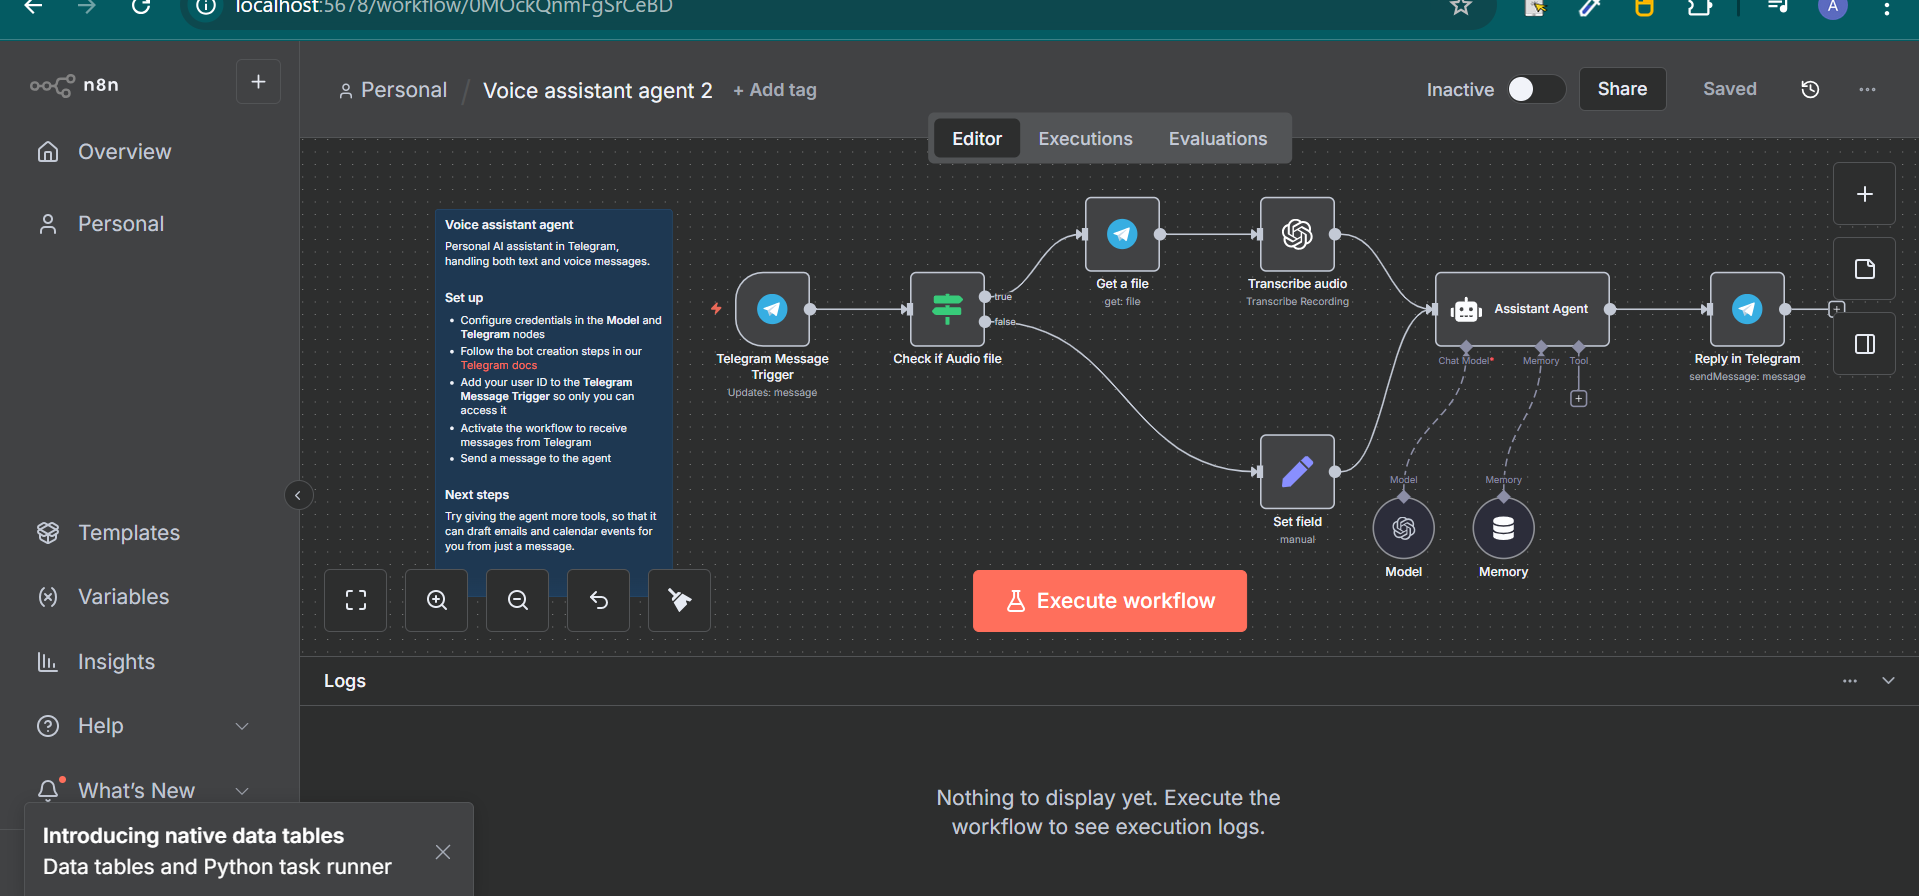 localhost:5678/workflow/0MOckQnmFgSrCeBD
A
n8n
Overview
Personal
Templates
Variables
Insights
Help
What's New
Introducing native data tables
Data tables and Python task runner
Personal / Voice assistant agent 2 + Add tag
Inactive Share Saved
Editor Executions Evaluations
Voice assistant agent
Personal AI assistant in Telegram,
handling both text and voice messages.
Set up
• Configure credentials in the Model and
Telegram nodes
• Follow the bot creation steps in our
Telegram docs
• Add your user ID to the Telegram
Message Trigger so only you can
access it
• Activate the workflow to receive
messages from Telegram
• Send a message to the agent
Next steps
Try giving the agent more tools, so that it
can draft emails and calendar events for
you from just a message.
Telegram Message
Trigger
Updates: message
Check if Audio file
true
false
Get a file
get: file
Transcribe audio
Transcribe Recording
Set field
manual
Assistant Agent
Chat Model*
Memory
Tool
Model
Model
Memory
Memory
Reply in Telegram
sendMessage: message
Execute workflow
Logs
Nothing to display yet. Execute the
workflow to see execution logs.